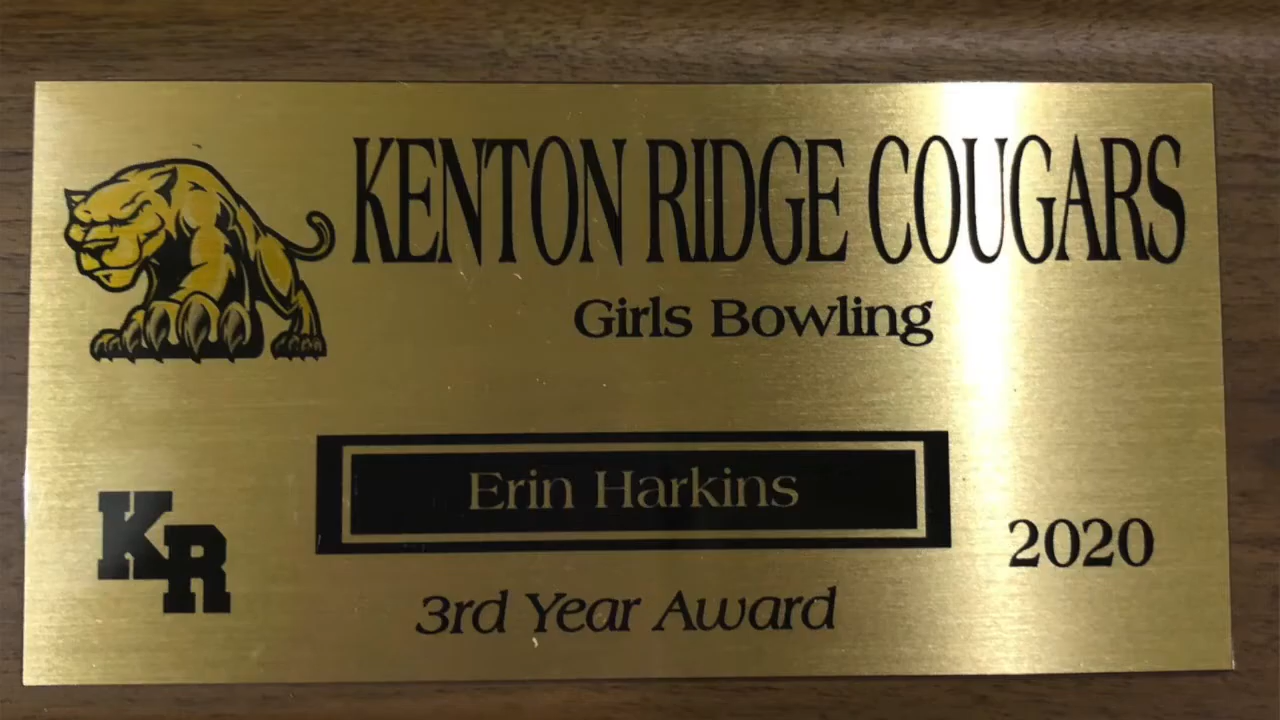 KENTON RIDGE COUGARS
Girls Bowling
Erin Harkins
KR
2020
3rd Year Award